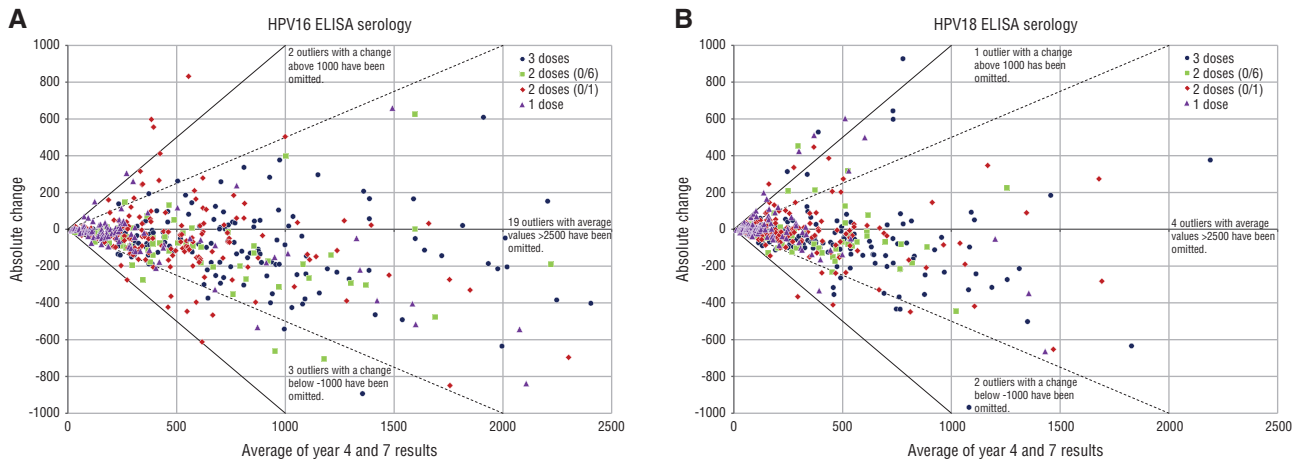 A
HPV16 ELISA serology
Absolute change
1000
800
600
400
200
0
-200
-400
-600
-800
-1000
2 outliers with a change
above 1000 have been
omitted.
3 doses
2 doses (0/6)
2 doses (0/1)
1 dose
19 outliers with average
values >2500 have been
omitted.
3 outliers with a change
below -1000 have been
omitted.
0
500
1000
1500
2000
2500
Average of year 4 and 7 results
B
HPV18 ELISA serology
Absolute change
1000
800
600
400
200
0
-200
-400
-600
-800
-1000
1 outlier with a change
above 1000 has been
omitted.
3 doses
2 doses (0/6)
2 doses (0/1)
1 dose
4 outliers with average
values >2500 have been
omitted.
2 outliers with a change
below -1000 have been
omitted.
0
500
1000
1500
2000
2500
Average of year 4 and 7 results